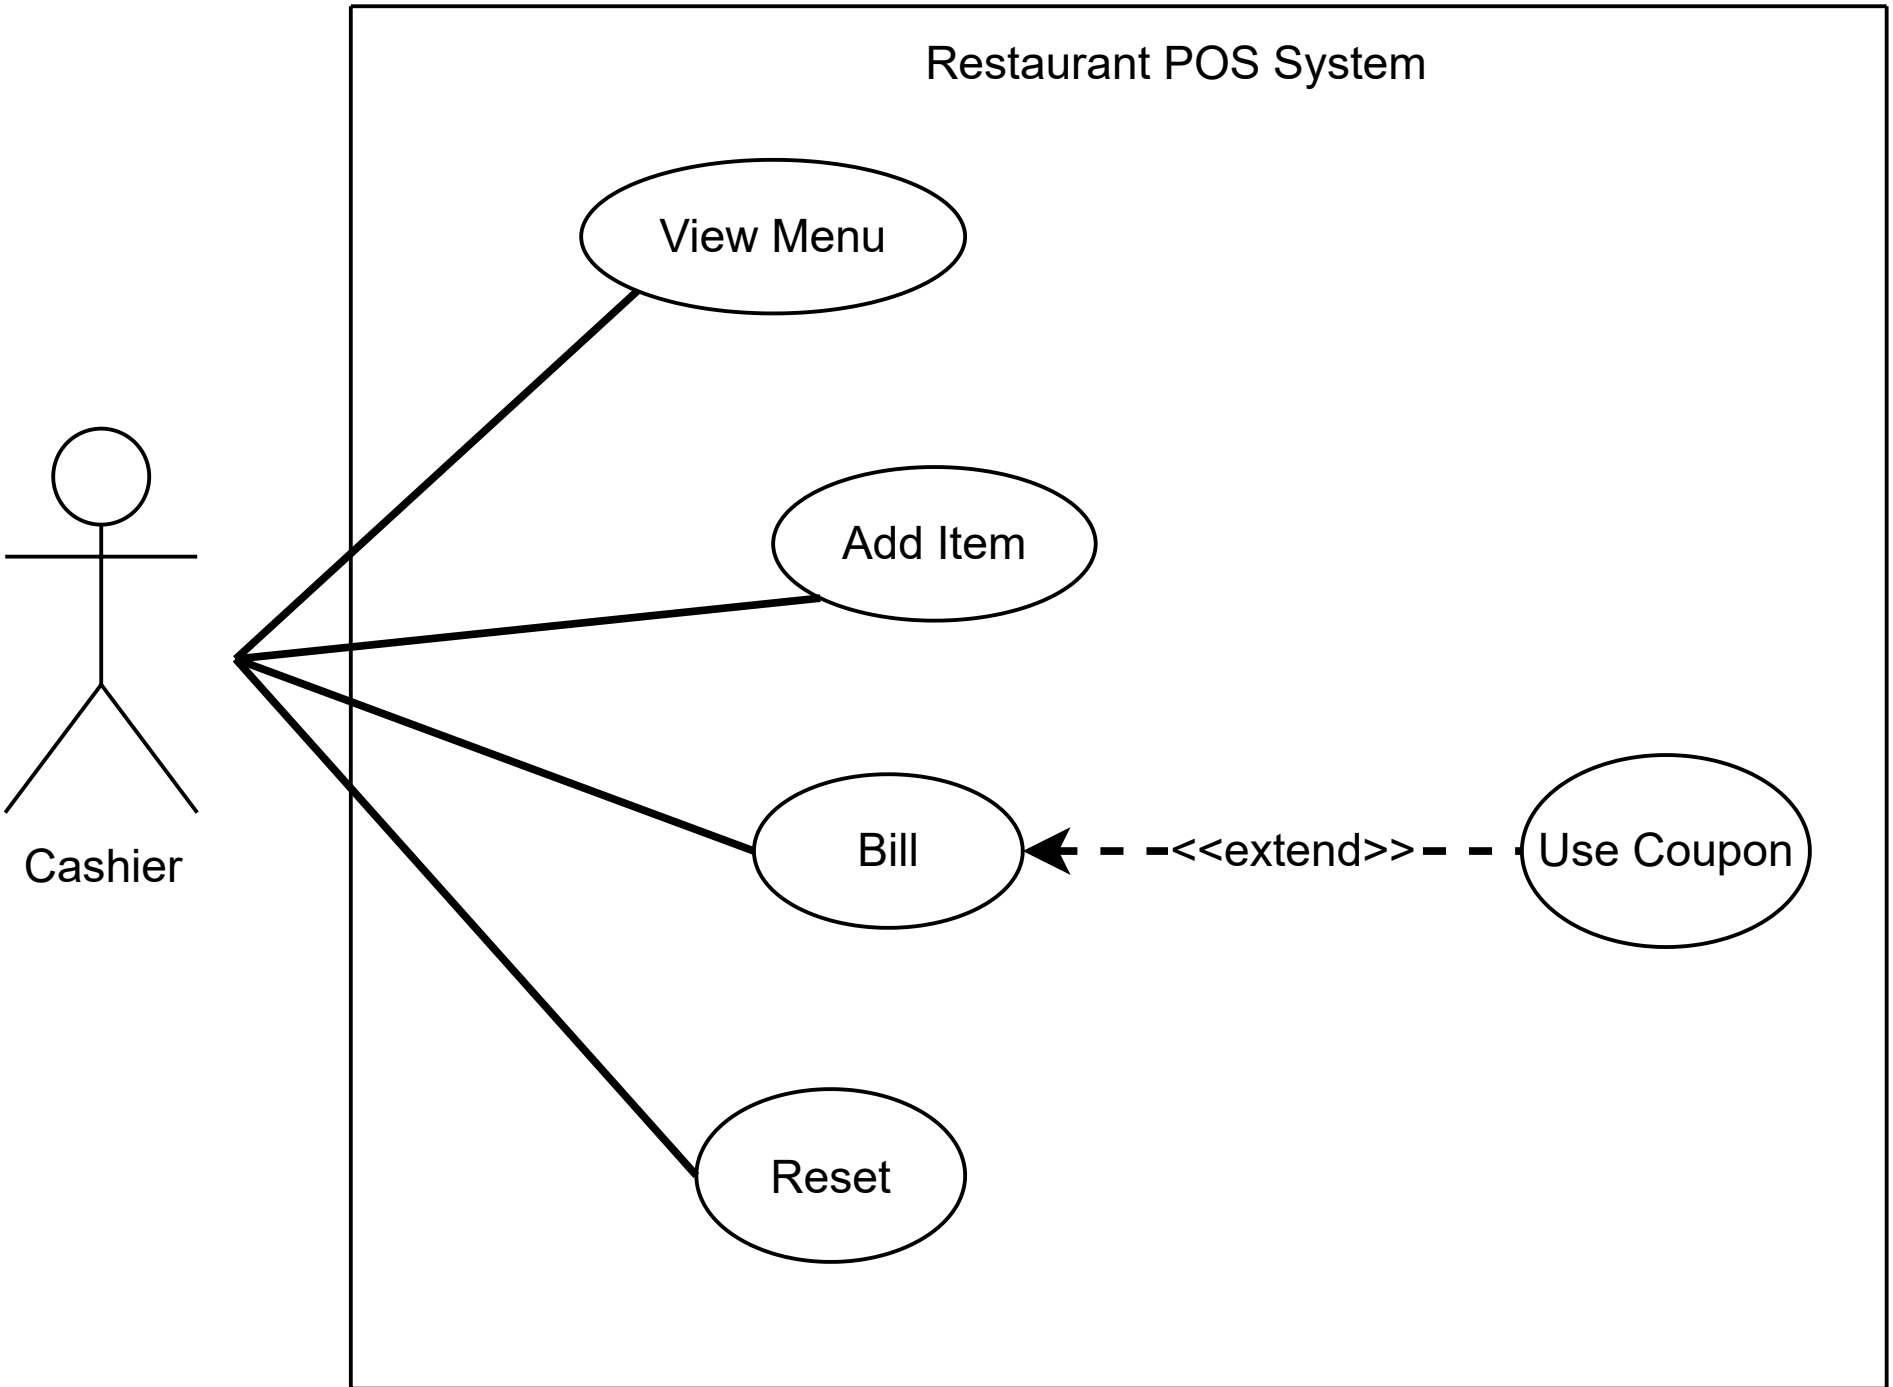 Restaurant POS System
View Menu
Add Item
Bill
<<extend>>
Use Coupon
Cashier
Reset